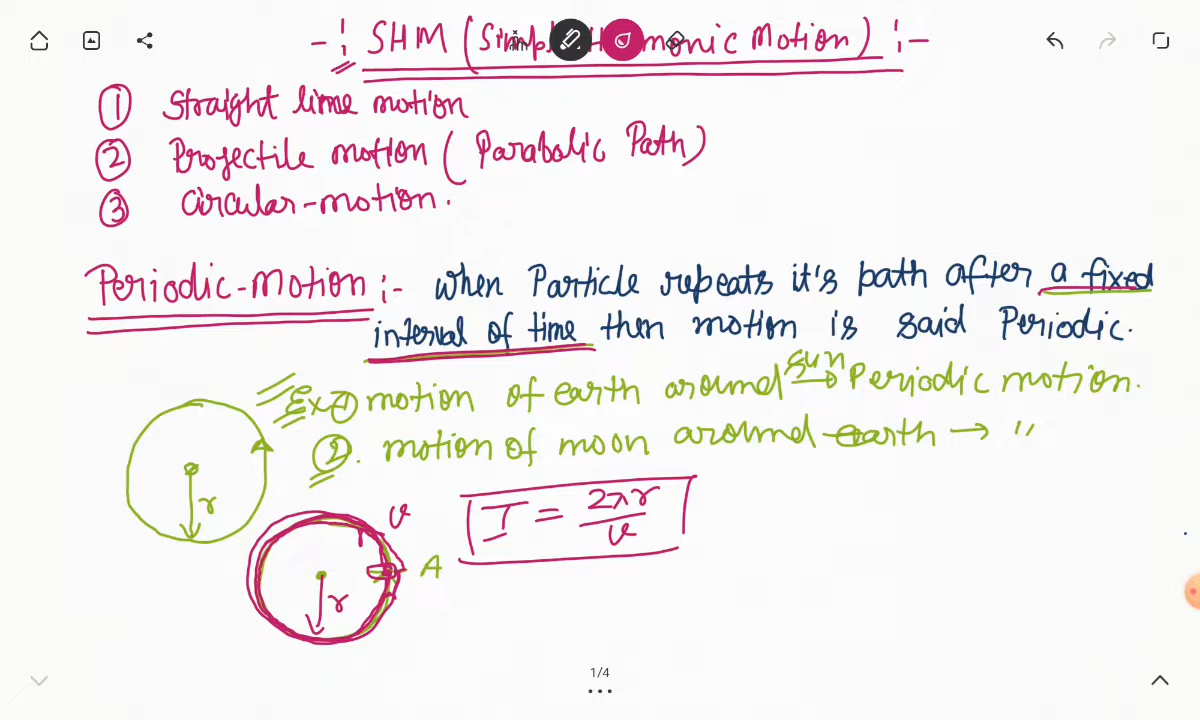 -: SHM (Simple Harmonic Motion) :-
① Straight lime motion
② Projectile motion ( Parabolic Path)
③ Circular-motion.
Periodic-Motion :- when Particle repeats it's path after a fixed
interval of time then motion is said Periodic.
Ex-① motion of earth around sun → Periodic motion.
②. motion of moon around earth → "
r
v
T = 2πr/v
A
r
1/4